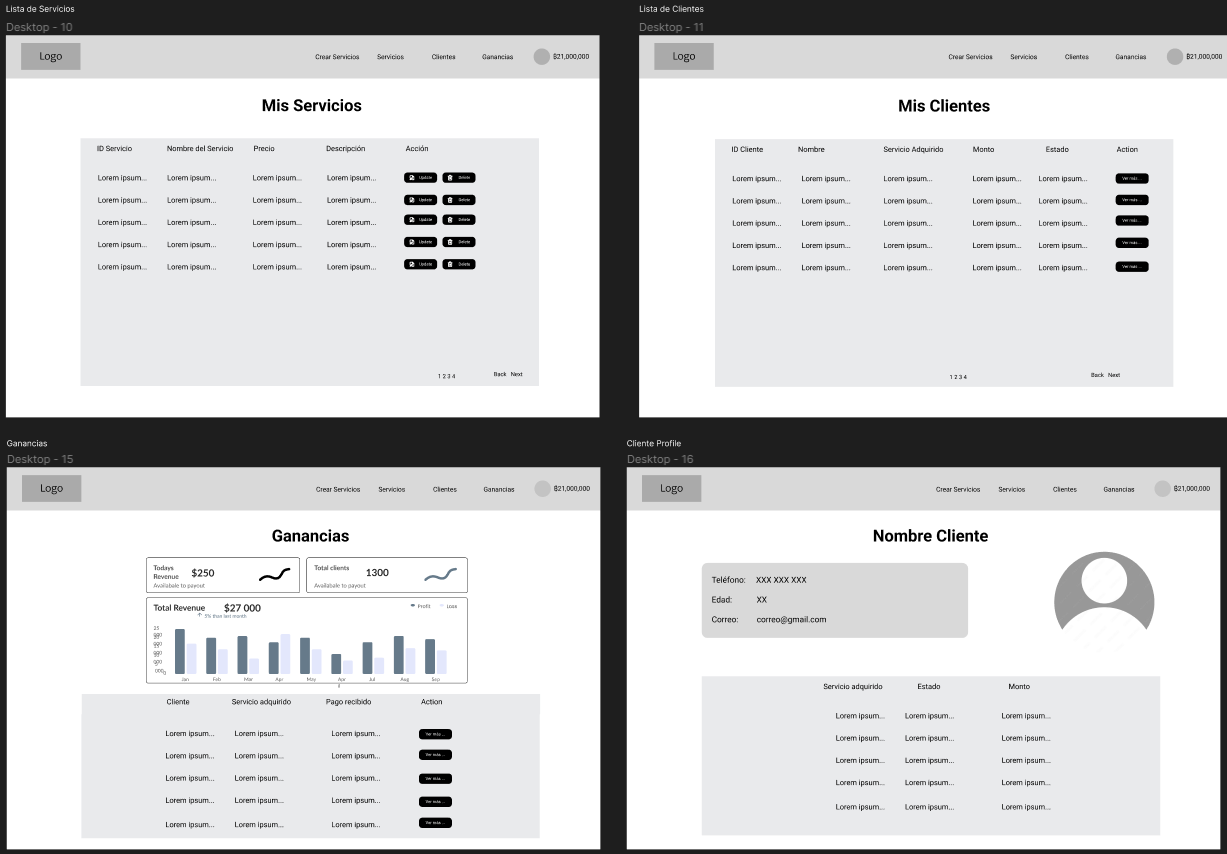 Lista de Servicios
Desktop - 10
Logo
Crear Servicios Servicios Clientes Ganancias ₿21,000,000
Mis Servicios
ID Servicio Nombre del Servicio Precio Descripción Acción
Lorem ipsum... Lorem ipsum... Lorem ipsum... Lorem ipsum... Update Delete
Lorem ipsum... Lorem ipsum... Lorem ipsum... Lorem ipsum... Update Delete
Lorem ipsum... Lorem ipsum... Lorem ipsum... Lorem ipsum... Update Delete
Lorem ipsum... Lorem ipsum... Lorem ipsum... Lorem ipsum... Update Delete
Lorem ipsum... Lorem ipsum... Lorem ipsum... Lorem ipsum... Update Delete
1 2 3 4 Back Next
Lista de Clientes
Desktop - 11
Logo
Crear Servicios Servicios Clientes Ganancias ₿21,000,000
Mis Clientes
ID Cliente Nombre Servicio Adquirido Monto Estado Action
Lorem ipsum... Lorem ipsum... Lorem ipsum... Lorem ipsum... Lorem ipsum... Ver más ...
Lorem ipsum... Lorem ipsum... Lorem ipsum... Lorem ipsum... Lorem ipsum... Ver más ...
Lorem ipsum... Lorem ipsum... Lorem ipsum... Lorem ipsum... Lorem ipsum... Ver más ...
Lorem ipsum... Lorem ipsum... Lorem ipsum... Lorem ipsum... Lorem ipsum... Ver más ...
Lorem ipsum... Lorem ipsum... Lorem ipsum... Lorem ipsum... Lorem ipsum... Ver más ...
1 2 3 4 Back Next
Ganancias
Desktop - 15
Logo
Crear Servicios Servicios Clientes Ganancias ₿21,000,000
Ganancias
Todays
Revenue $250
Availabale to payout
Total clients 1300
Availabale to payout
Total Revenue $27 000 Profit Loss
5% than last month
Jan Feb Mar Apr May Jul Aug Sep
Cliente Servicio adquirido Pago recibido Action
Lorem ipsum... Lorem ipsum... Lorem ipsum... Ver más ...
Lorem ipsum... Lorem ipsum... Lorem ipsum... Ver más ...
Lorem ipsum... Lorem ipsum... Lorem ipsum... Ver más ...
Lorem ipsum... Lorem ipsum... Lorem ipsum... Ver más ...
Lorem ipsum... Lorem ipsum... Lorem ipsum... Ver más ...
Cliente Profile
Desktop - 16
Logo
Crear Servicios Servicios Clientes Ganancias ₿21,000,000
Nombre Cliente
Teléfono: XXX XXX XXX
Edad: XX
Correo: correo@gmail.com
Servicio adquirido Estado Monto
Lorem ipsum... Lorem ipsum... Lorem ipsum...
Lorem ipsum... Lorem ipsum... Lorem ipsum...
Lorem ipsum... Lorem ipsum... Lorem ipsum...
Lorem ipsum... Lorem ipsum... Lorem ipsum...
Lorem ipsum... Lorem ipsum... Lorem ipsum...